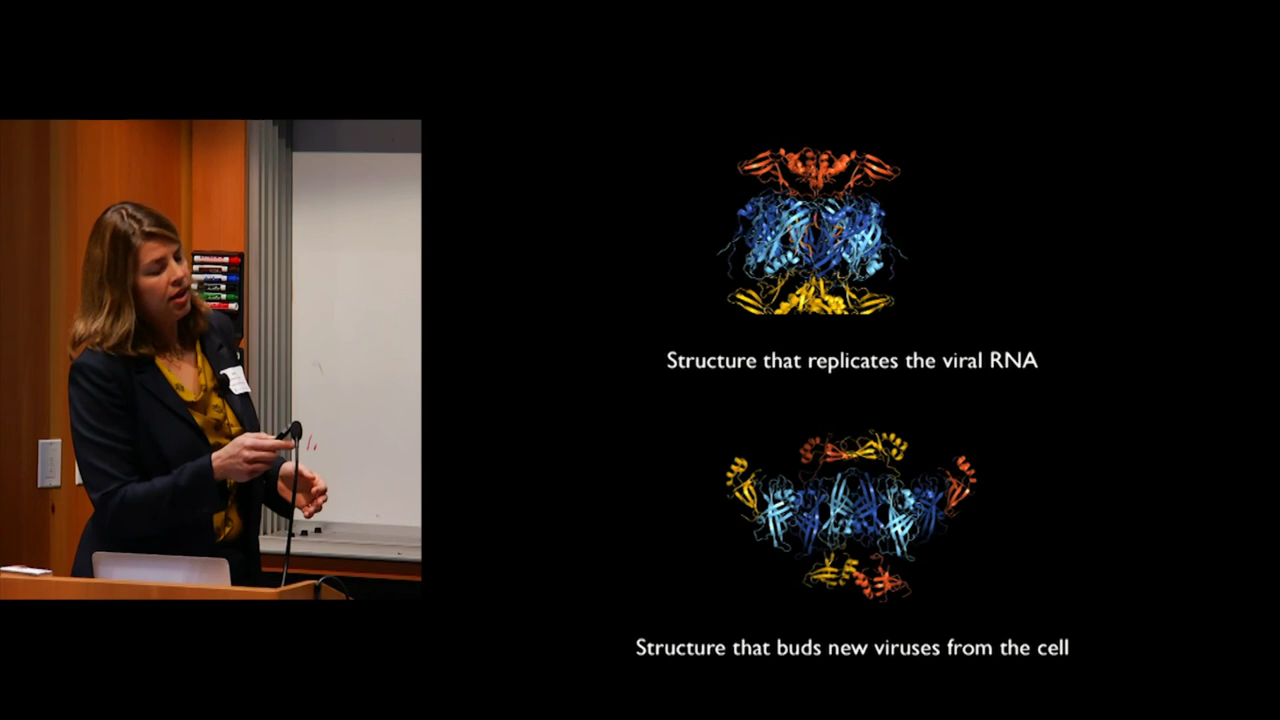 Structure that replicates the viral RNA
Structure that buds new viruses from the cell